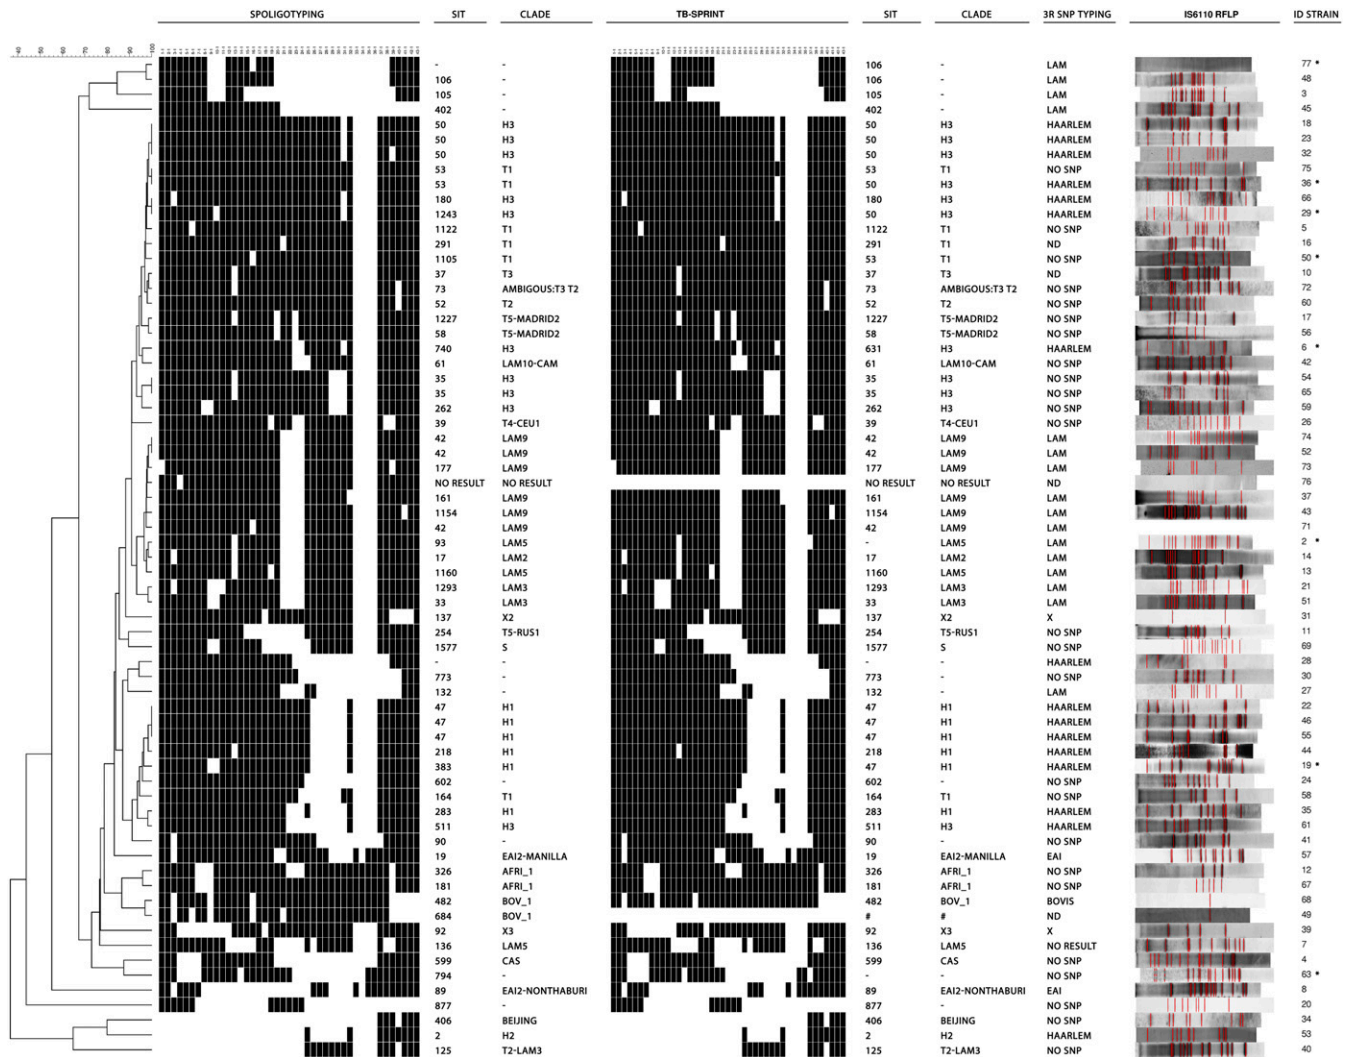 SPOLIGOTYPING SIT CLADE TB-SPRINT SIT CLADE 3R SNP TYPING IS6110 RFLP ID STRAIN
40 50 60 70 80 90 100
- - 106 - LAM 77 *
106 - 106 - LAM 48
105 - 105 - LAM 3
402 - 402 - LAM 45
50 H3 50 H3 HAARLEM 18
50 H3 50 H3 HAARLEM 23
50 H3 50 H3 HAARLEM 32
53 T1 53 T1 NO SNP 75
53 T1 50 H3 HAARLEM 36 *
180 H3 180 H3 HAARLEM 66
1243 H3 50 H3 HAARLEM 29 *
1122 T1 1122 T1 NO SNP 5
291 T1 291 T1 ND 16
1105 T1 53 T1 NO SNP 50 *
37 T3 37 T3 ND 10
73 AMBIGOUS:T3 T2 73 AMBIGOUS:T3 T2 NO SNP 72
52 T2 52 T2 NO SNP 60
1227 T5-MADRID2 1227 T5-MADRID2 NO SNP 17
58 T5-MADRID2 58 T5-MADRID2 NO SNP 56
740 H3 631 H3 HAARLEM 6 *
61 LAM10-CAM 61 LAM10-CAM NO SNP 42
35 H3 35 H3 NO SNP 54
35 H3 35 H3 NO SNP 65
262 H3 262 H3 NO SNP 59
39 T4-CEU1 39 T4-CEU1 NO SNP 26
42 LAM9 42 LAM9 LAM 74
42 LAM9 42 LAM9 LAM 52
177 LAM9 177 LAM9 LAM 73
NO RESULT NO RESULT NO RESULT NO RESULT ND 76
161 LAM9 161 LAM9 LAM 37
1154 LAM9 1154 LAM9 LAM 43
42 LAM9 42 LAM9 LAM 71
93 LAM5 - LAM5 LAM 2 *
17 LAM2 17 LAM2 LAM 14
1160 LAM5 1160 LAM5 LAM 13
1293 LAM3 1293 LAM3 LAM 21
33 LAM3 33 LAM3 LAM 51
137 X2 137 X2 X 31
254 T5-RUS1 254 T5-RUS1 NO SNP 11
1577 S 1577 S NO SNP 69
- - - - HAARLEM 28
773 - 773 - NO SNP 30
132 - 132 - LAM 27
47 H1 47 H1 HAARLEM 22
47 H1 47 H1 HAARLEM 46
47 H1 47 H1 HAARLEM 55
218 H1 218 H1 HAARLEM 44
383 H1 47 H1 HAARLEM 19 *
602 - 602 - NO SNP 24
164 T1 164 T1 NO SNP 58
283 H1 283 H1 HAARLEM 35
511 H3 511 H3 HAARLEM 61
90 - 90 - NO SNP 41
19 EAI2-MANILLA 19 EAI2-MANILLA EAI 57
326 AFRI_1 326 AFRI_1 NO SNP 12
181 AFRI_1 181 AFRI_1 NO SNP 67
482 BOV_1 482 BOV_1 BOVIS 68
684 BOV_1 # # ND 49
92 X3 92 X3 X 39
136 LAM5 136 LAM5 NO RESULT 7
599 CAS 599 CAS NO SNP 4
794 - - - NO SNP 63 *
89 EAI2-NONTHABURI 89 EAI2-NONTHABURI EAI 8
877 - 877 - NO SNP 20
406 BEIJING 406 BEIJING NO SNP 34
2 H2 2 H2 HAARLEM 53
125 T2-LAM3 125 T2-LAM3 NO SNP 40